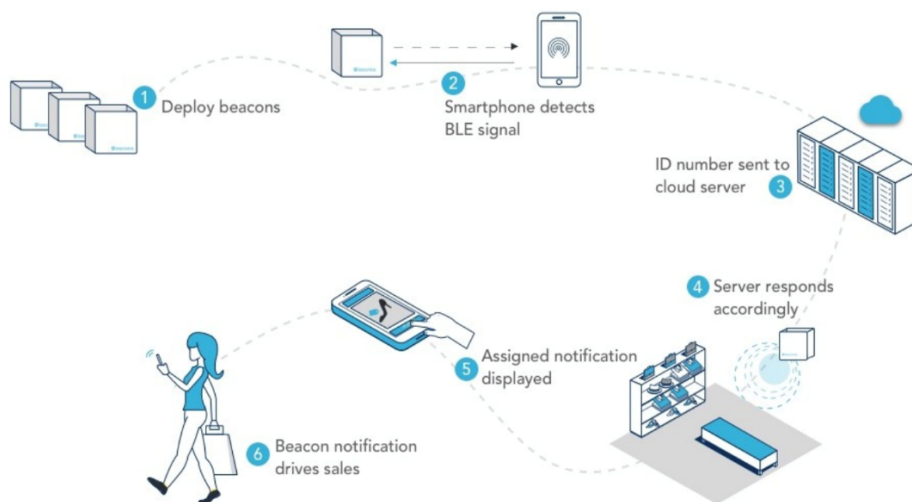 1
Deploy beacons
2
Smartphone detects
BLE signal
ID number sent to
cloud server
3
4
Server responds
accordingly
5
Assigned notification
displayed
6
Beacon notification
drives sales